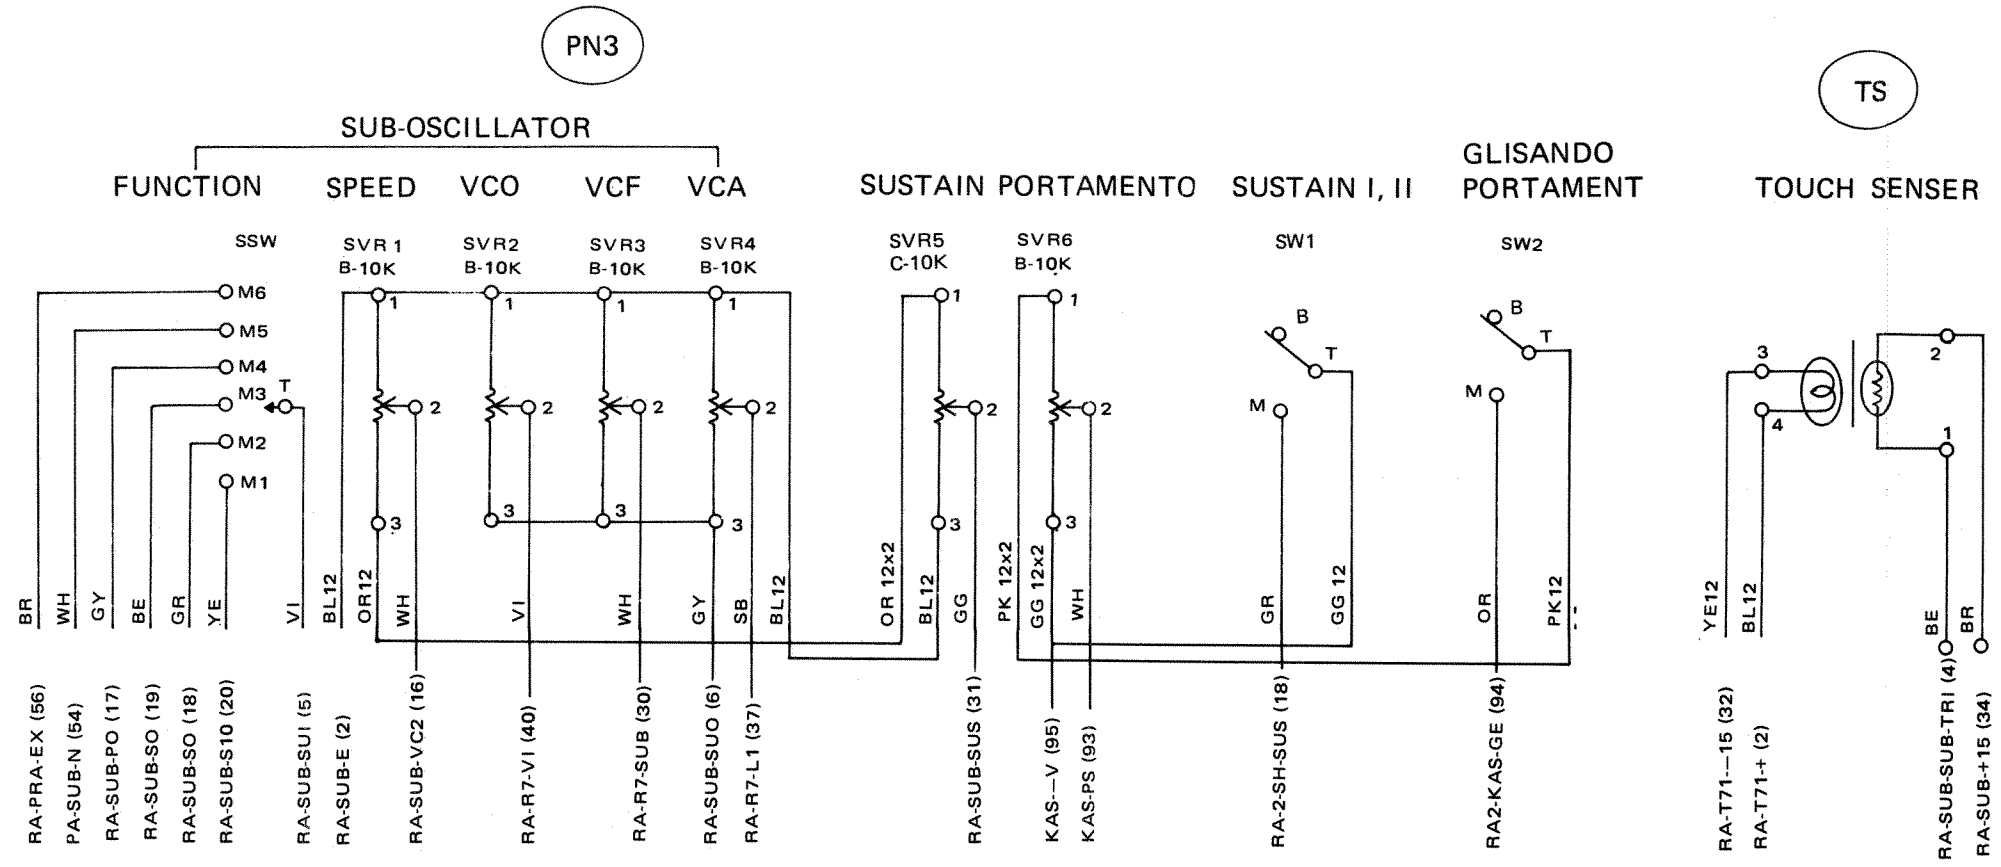 PN3
TS
SUB-OSCILLATOR
FUNCTION SPEED VCO VCF VCA SUSTAIN PORTAMENTO SUSTAIN I, II GLISANDO
PORTAMENT TOUCH SENSER
SSW SVR 1 SVR2 SVR3 SVR4 SVR5 SVR6 SW1 SW2
B-10K B-10K B-10K B-10K C-10K B-10K
M6 1 1 1 1 1 1
M5
M4
M3 T
M2
M1
2 2 2 2 2 2
3 3 3 3 3 3
B T M
B T M
3 4 2 1
BR
WH
GY
BE
GR
YE
VI
BL12
OR12
WH
VI
WH
GY
SB
BL12
OR 12x2
BL12
GG
PK 12x2
GG 12x2
WH
GR
GG 12
OR
PK12
YE12
BL12
BE
BR
RA-PRA-EX (56)
PA-SUB-N (54)
RA-SUB-PO (17)
RA-SUB-SO (19)
RA-SUB-SO (18)
RA-SUB-S10 (20)
RA-SUB-SUI (5)
RA-SUB-E (2)
RA-SUB-VC2 (16)
RA-R7-VI (40)
RA-R7-SUB (30)
RA-SUB-SUO (6)
RA-R7-L1 (37)
RA-SUB-SUS (31)
KAS-—V (95)
KAS-PS (93)
RA-2-SH-SUS (18)
RA2-KAS-GE (94)
RA-T71-—15 (32)
RA-T71-+ (2)
RA-SUB-SUB-TRI (4)
RA-SUB-+15 (34)